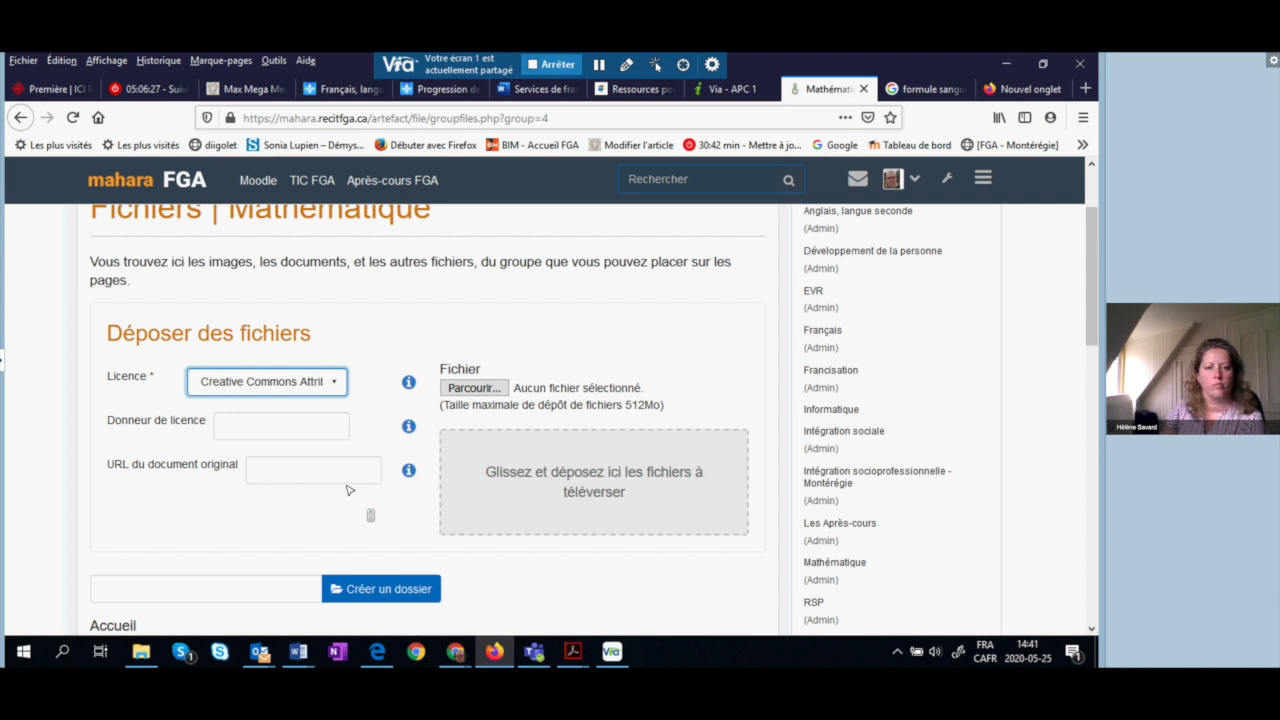 Fichier Édition Affichage Historique Marque-pages Outils Aide
Via Votre écran 1 est actuellement partagé Arrêter
Première | ICI R 05:06:27 - Suiv Max Mega Me Français, langu Progression de Services de fran Ressources po Via - APC 1 Mathémati formule sangu Nouvel onglet
https://mahara.recitfga.ca/artefact/file/groupfiles.php?group=4
Les plus visités Les plus visités diigolet Sonia Lupien – Démys... Débuter avec Firefox BIM - Accueil FGA Modifier l'article 30:42 min - Mettre à jo... Google Tableau de bord [FGA - Montérégie]
mahara FGA Moodle TIC FGA Après-cours FGA Rechercher
Fichiers | Mathématique
Vous trouvez ici les images, les documents, et les autres fichiers, du groupe que vous pouvez placer sur les
pages.
Déposer des fichiers
Licence * Creative Commons Attril
Donneur de licence
URL du document original
Fichier
Parcourir... Aucun fichier sélectionné.
(Taille maximale de dépôt de fichiers 512Mo)
Glissez et déposez ici les fichiers à
téléverser
Créer un dossier
Accueil
Anglais, langue seconde
(Admin)
Développement de la personne
(Admin)
EVR
(Admin)
Français
(Admin)
Francisation
(Admin)
Informatique
Intégration sociale
(Admin)
Intégration socioprofessionnelle -
Montérégie
(Admin)
Les Après-cours
(Admin)
Mathématique
(Admin)
RSP
(Admin)
Hélène Savard
FRA
CAFR
14:41
2020-05-25